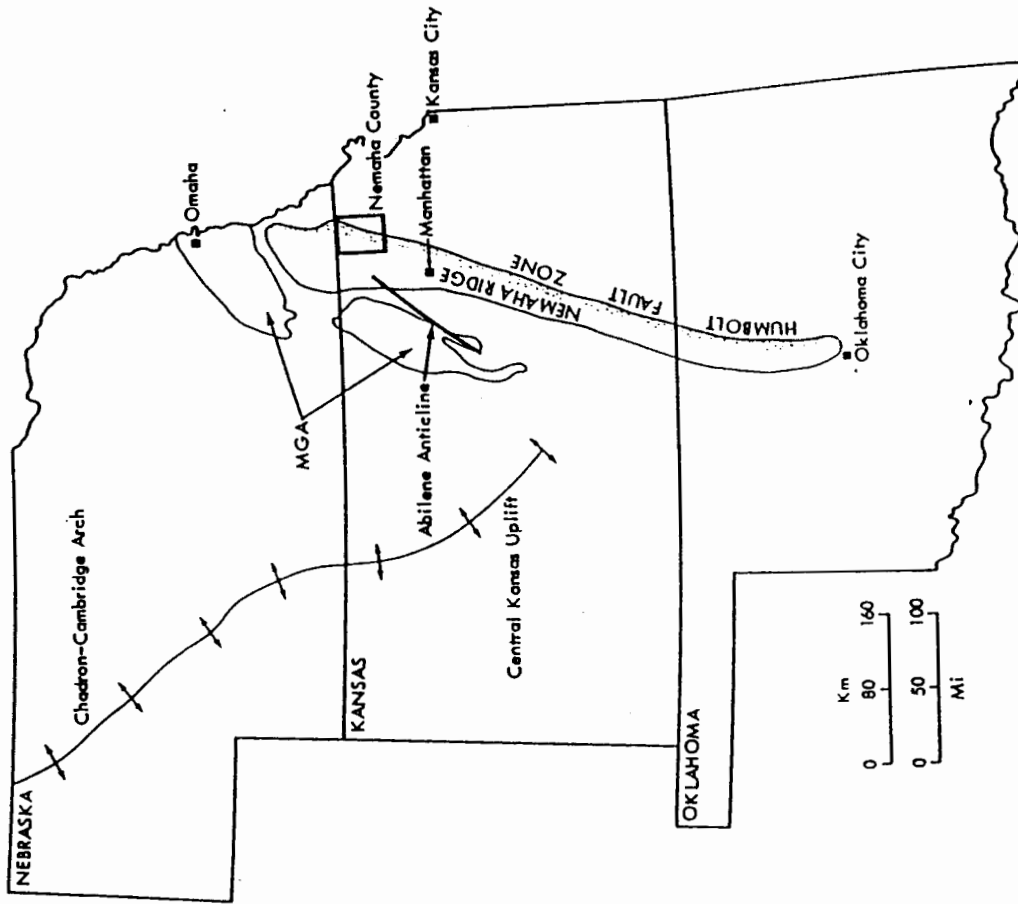 NEBRASKA
Chadron-Cambridge Arch
Omaha
MGA
Nemaha County
KANSAS
Abilene Anticline
Manhattan
Kansas City
Central Kansas Uplift
NEMAHA RIDGE
HUMBOLT FAULT ZONE
OKLAHOMA
Oklahoma City
Km
0 80 160
0 50 100
Mi